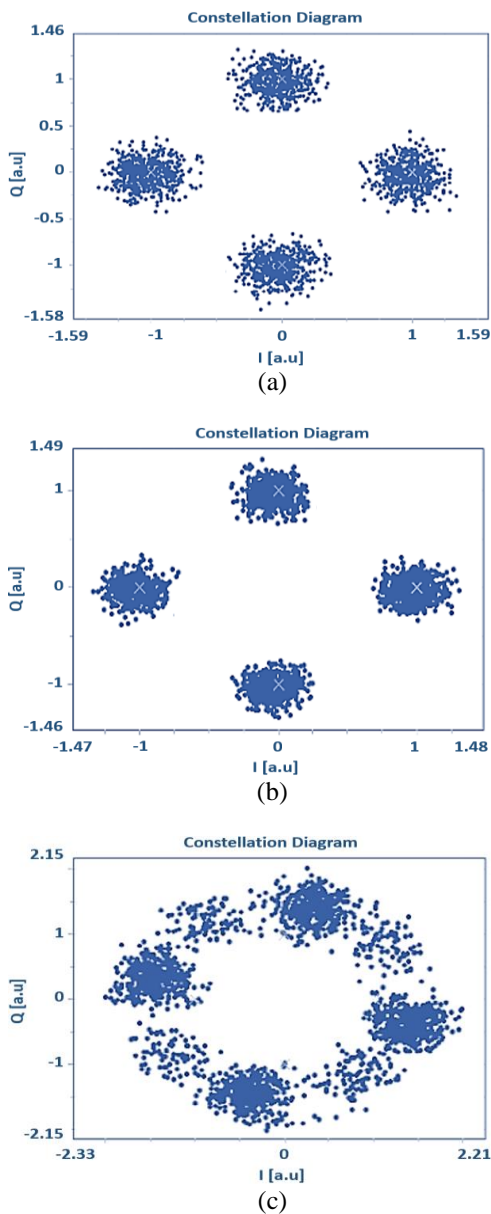 Constellation Diagram
1.46
1
0.5
0
-0.5
-1
-1.58
Q [a.u]
-1.59 -1 0 1 1.59
I [a.u]
(a)
Constellation Diagram
1.49
1
0
-1
-1.46
Q [a.u]
-1.47 -1 0 1 1.48
I [a.u]
(b)
Constellation Diagram
2.15
1
0
-1
-2.15
Q [a.u]
-2.33 0 2.21
I [a.u]
(c)